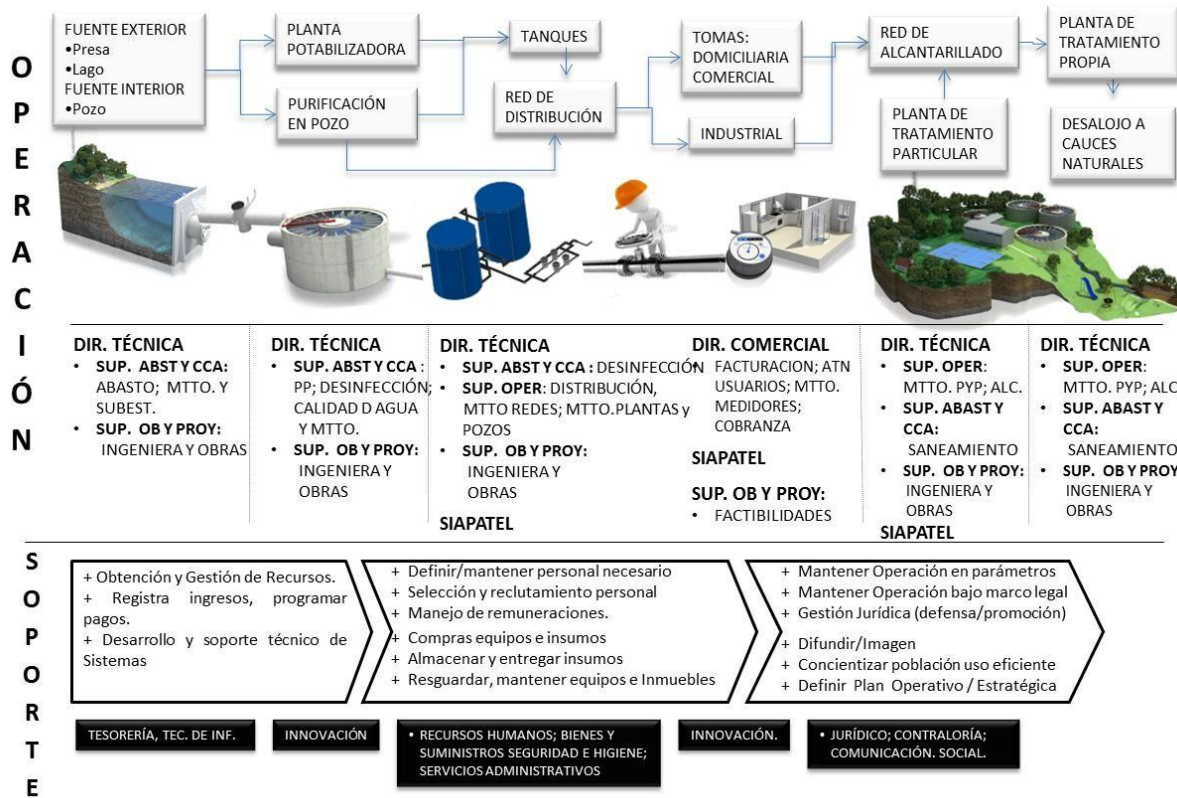 OPERACIÓN
FUENTE EXTERIOR
•Presa
•Lago
FUENTE INTERIOR
•Pozo
PLANTA
POTABILIZADORA
PURIFICACIÓN
EN POZO
TANQUES
RED DE
DISTRIBUCIÓN
TOMAS:
DOMICILIARIA
COMERCIAL
INDUSTRIAL
RED DE
ALCANTARILLADO
PLANTA DE
TRATAMIENTO
PARTICULAR
PLANTA DE
TRATAMIENTO
PROPIA
DESALOJO A
CAUCES
NATURALES
DIR. TÉCNICA
• SUP. ABST Y CCA:
ABASTO; MTTO. Y
SUBEST.
• SUP. OB Y PROY:
INGENIERA Y OBRAS
DIR. TÉCNICA
• SUP. ABST Y CCA :
PP; DESINFECCIÓN;
CALIDAD D AGUA
Y MTTO.
• SUP. OB Y PROY:
INGENIERA Y
OBRAS
DIR. TÉCNICA
• SUP. ABST Y CCA : DESINFECCIÓN
• SUP. OPER: DISTRIBUCIÓN,
MTTO REDES; MTTO.PLANTAS y
POZOS
• SUP. OB Y PROY:
INGENIERA Y
OBRAS
SIAPATEL
DIR. COMERCIAL
• FACTURACION; ATN
USUARIOS; MTTO.
MEDIDORES;
COBRANZA
SIAPATEL
SUP. OB Y PROY:
• FACTIBILIDADES
DIR. TÉCNICA
• SUP. OPER:
MTTO. PYP; ALC.
• SUP. ABAST Y
CCA:
SANEAMIENTO
• SUP. OB Y PROY:
INGENIERA Y
OBRAS
SIAPATEL
DIR. TÉCNICA
• SUP. OPER:
MTTO. PYP; ALC.
• SUP. ABAST Y
CCA:
SANEAMIENTO
• SUP. OB Y PROY:
INGENIERA Y
OBRAS
SOPORTE
+ Obtención y Gestión de Recursos.
+ Registra ingresos, programar
pagos.
+ Desarrollo y soporte técnico de
Sistemas
+ Definir/mantener personal necesario
+ Selección y reclutamiento personal
+ Manejo de remuneraciones.
+ Compras equipos e insumos
+ Almacenar y entregar insumos
+ Resguardar, mantener equipos e Inmuebles
+ Mantener Operación en parámetros
+ Mantener Operación bajo marco legal
+ Gestión Jurídica (defensa/promoción)
+ Difundir/Imagen
+ Concientizar población uso eficiente
+ Definir Plan Operativo / Estratégica
TESORERÍA, TEC. DE INF.
INNOVACIÓN
• RECURSOS HUMANOS; BIENES Y
SUMINISTROS SEGURIDAD E HIGIENE;
SERVICIOS ADMINISTRATIVOS
INNOVACIÓN.
• JURÍDICO; CONTRALORÍA;
COMUNICACIÓN. SOCIAL.